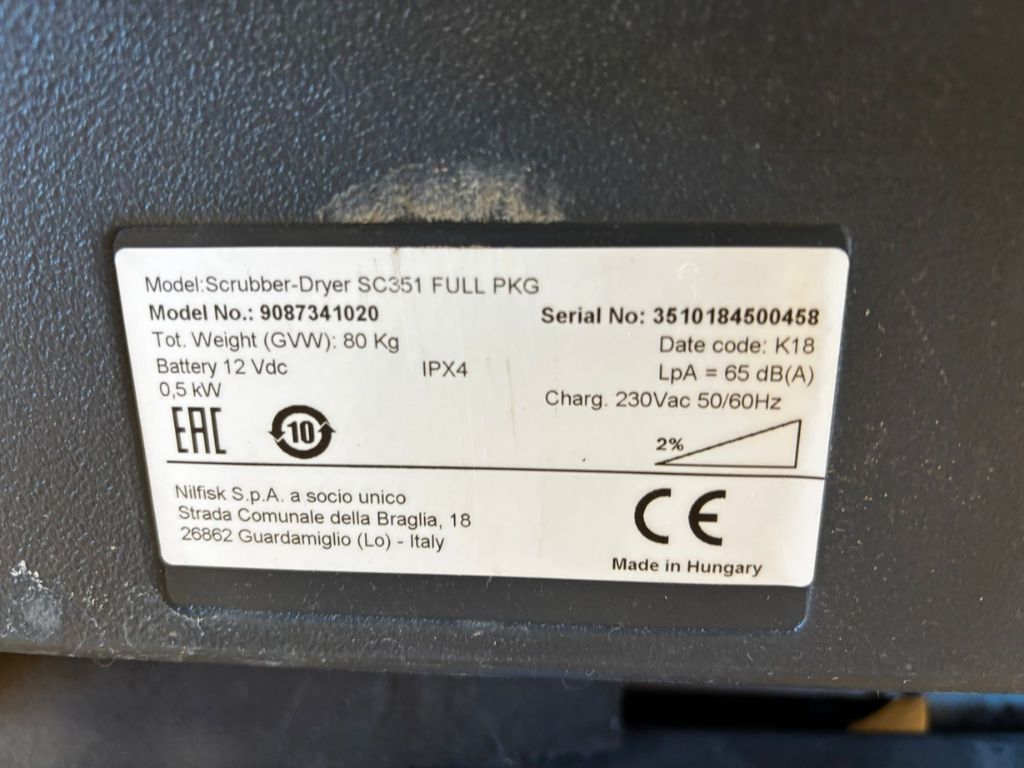 Model:Scrubber-Dryer SC351 FULL PKG
Model No.: 9087341020 Serial No: 3510184500458
Tot. Weight (GVW): 80 Kg Date code: K18
Battery 12 Vdc IPX4 LpA = 65 dB(A)
0,5 kW Charg. 230Vac 50/60Hz
EAC 10 2%
Nilfisk S.p.A. a socio unico
Strada Comunale della Braglia, 18
26862 Guardamiglio (Lo) - Italy
CE
Made in Hungary